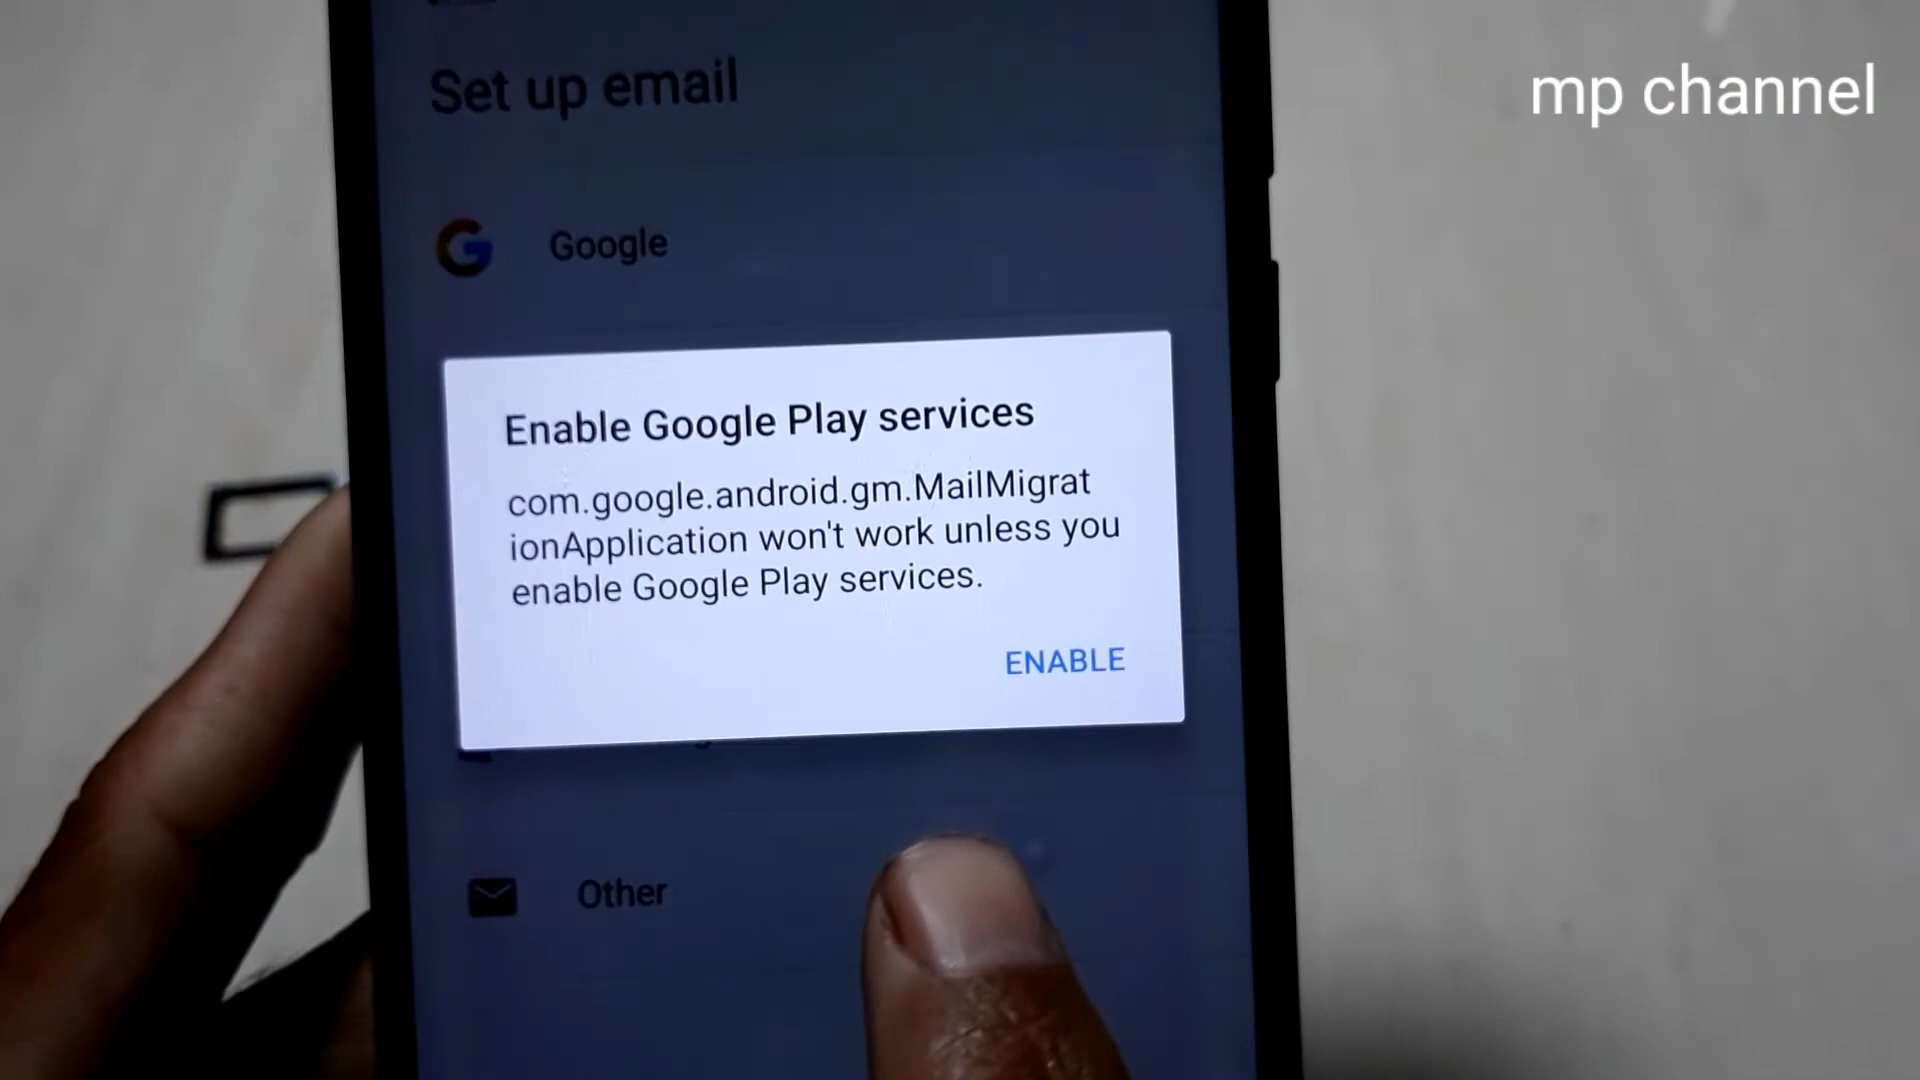 Set up email
mp channel
Google
Enable Google Play services
com.google.android.gm.MailMigrat
ionApplication won't work unless you
enable Google Play services.
ENABLE
Other